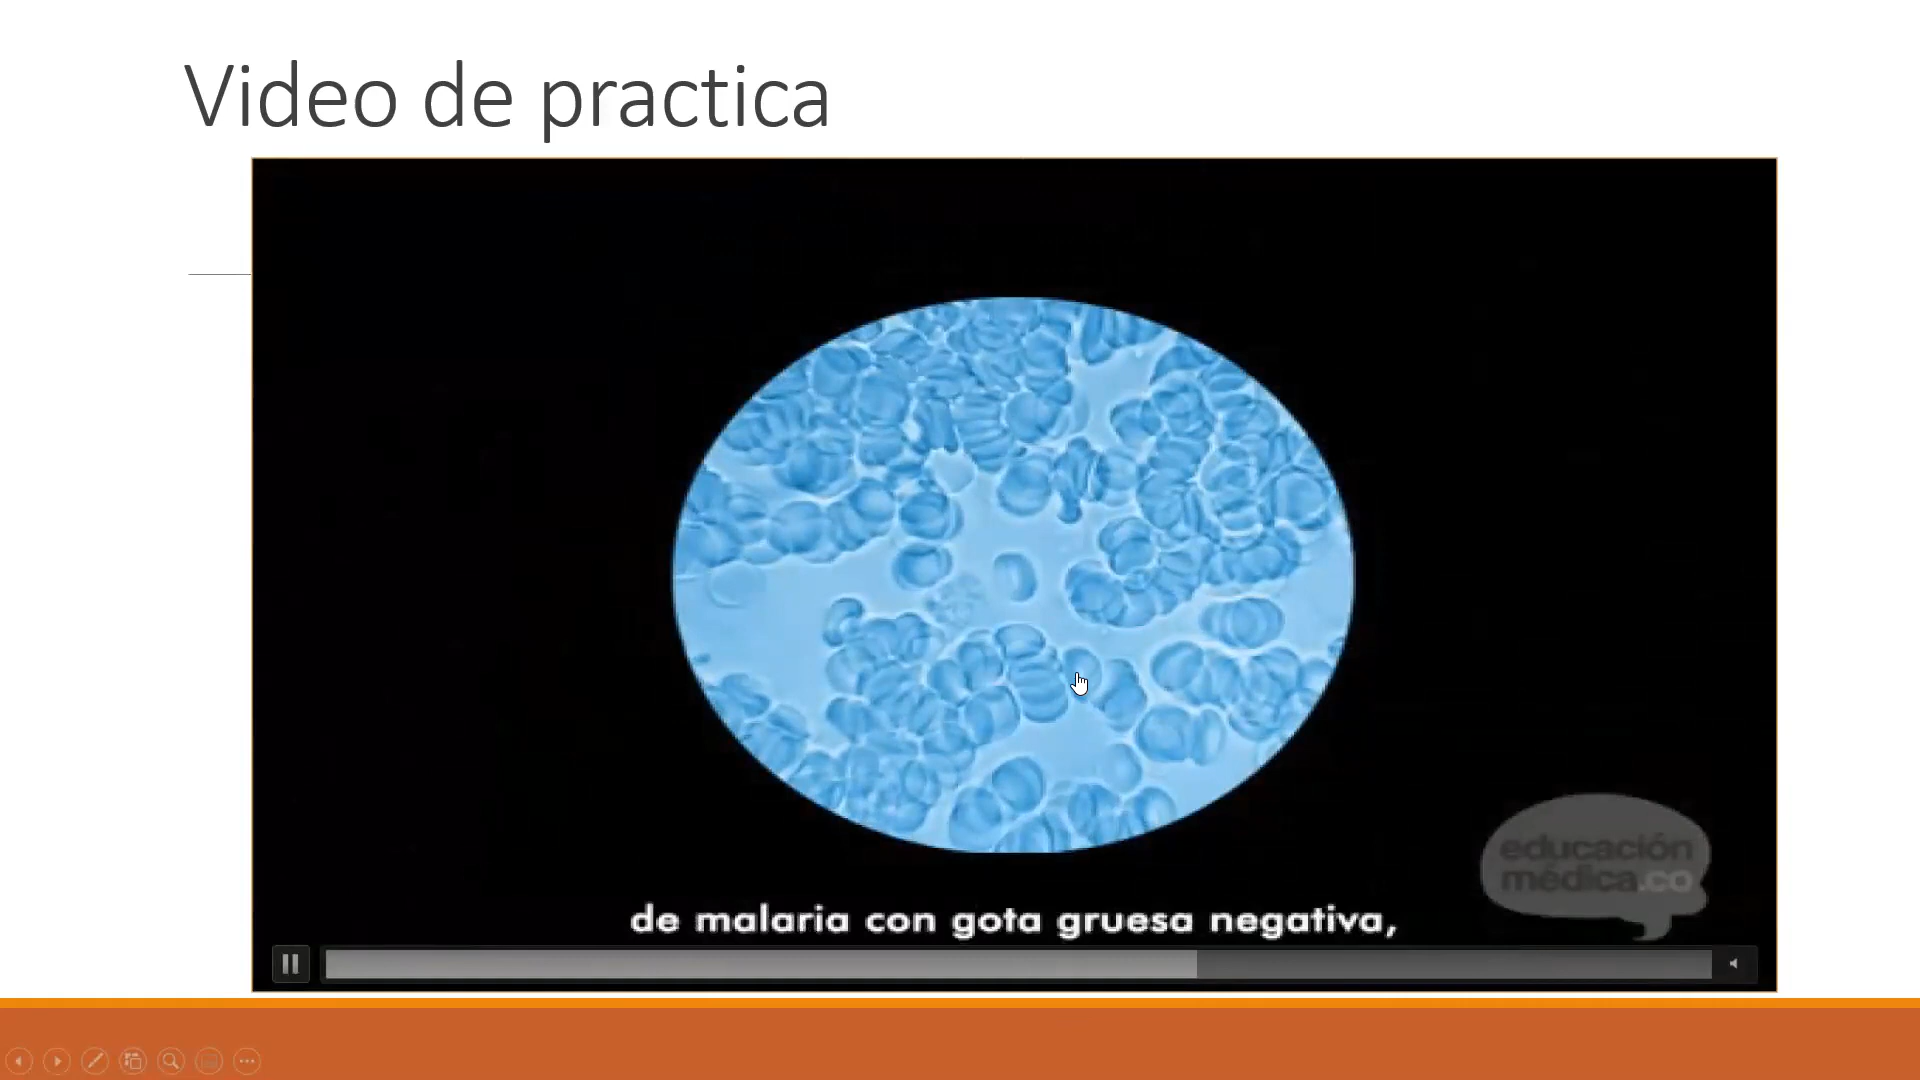 Video de practica
educación
médica.co
de malaria con gota gruesa negativa,